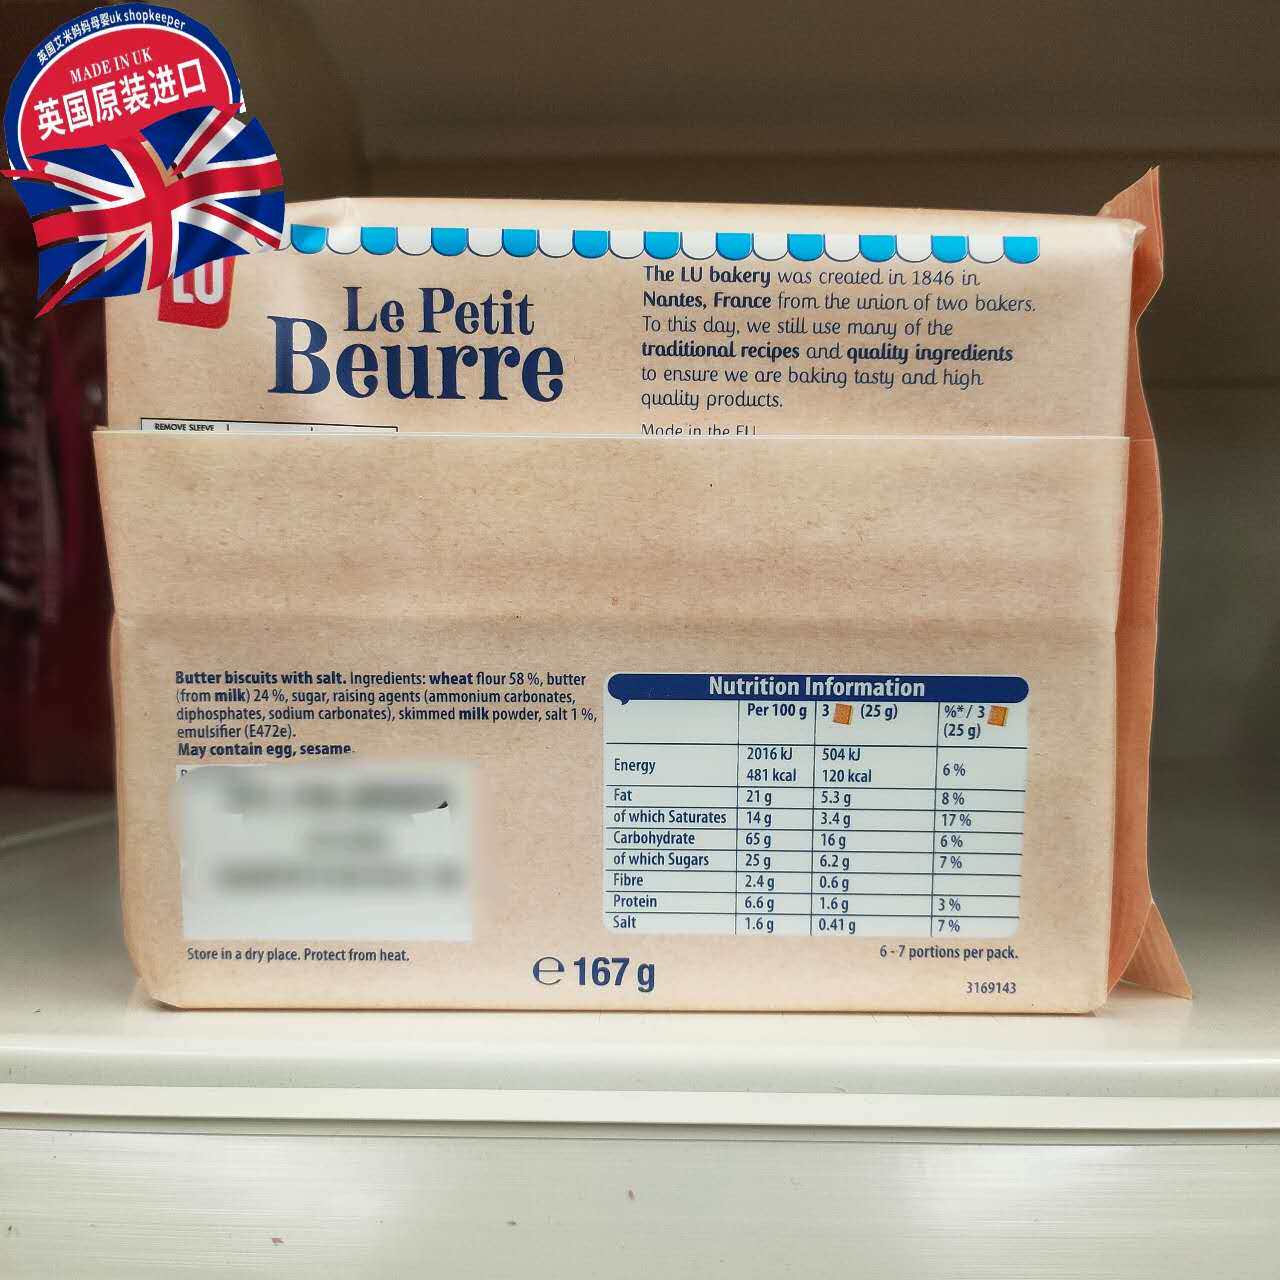 英国艾米妈妈母婴uk shopkeeper
MADE IN UK
英国原装进口
LU
Le Petit
Beurre
The LU bakery was created in 1846 in
Nantes, France from the union of two bakers.
To this day, we still use many of the
traditional recipes and quality ingredients
to ensure we are baking tasty and high
quality products.
Made in the EU
REMOVE SLEEVE
Butter biscuits with salt. Ingredients: wheat flour 58 %, butter
(from milk) 24 %, sugar, raising agents (ammonium carbonates,
diphosphates, sodium carbonates), skimmed milk powder, salt 1 %,
emulsifier (E472e).
May contain egg, sesame.
Store in a dry place. Protect from heat.
℮ 167 g
Nutrition Information
Per 100 g 3 (25 g) %* / 3 (25 g)
Energy 2016 kJ 504 kJ
481 kcal 120 kcal 6 %
Fat 21 g 5.3 g 8 %
of which Saturates 14 g 3.4 g 17 %
Carbohydrate 65 g 16 g 6 %
of which Sugars 25 g 6.2 g 7 %
Fibre 2.4 g 0.6 g
Protein 6.6 g 1.6 g 3 %
Salt 1.6 g 0.41 g 7 %
6 - 7 portions per pack.
3169143